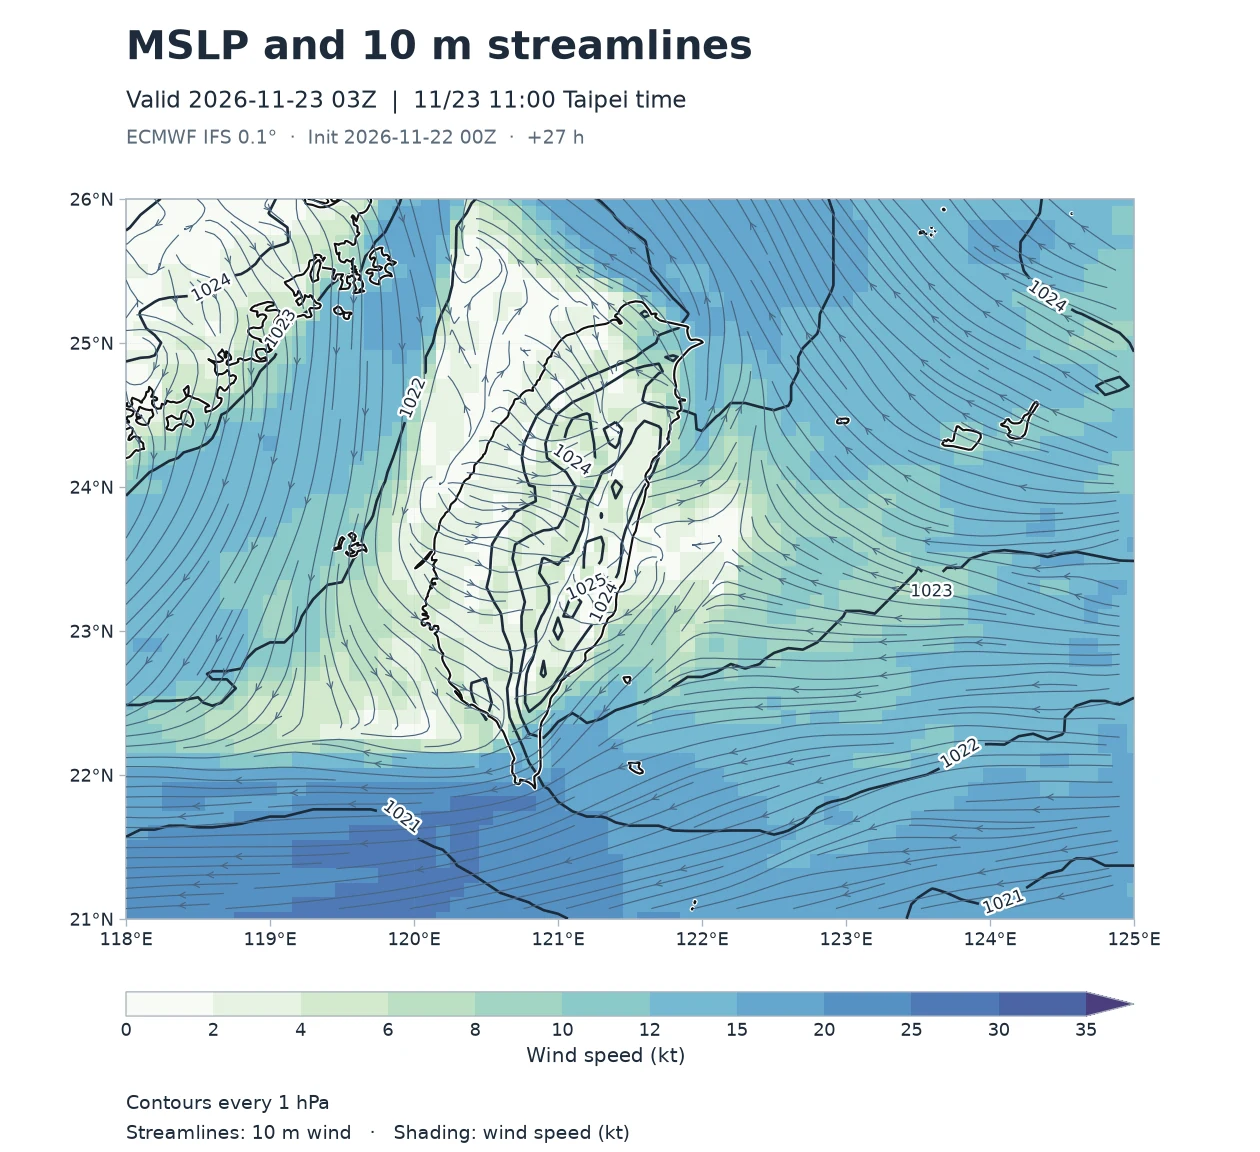 MSLP and 10 m streamlines
Valid 2026-11-23 03Z | 11/23 11:00 Taipei time
ECMWF IFS 0.1° · Init 2026-11-22 00Z · +27 h
26°N
25°N
24°N
23°N
22°N
21°N
1024
1023
1022
1024
1024
1025
1024
1023
1022
1021
1021
118°E 119°E 120°E 121°E 122°E 123°E 124°E 125°E
0 2 4 6 8 10 12 15 20 25 30 35
Wind speed (kt)
Contours every 1 hPa
Streamlines: 10 m wind · Shading: wind speed (kt)